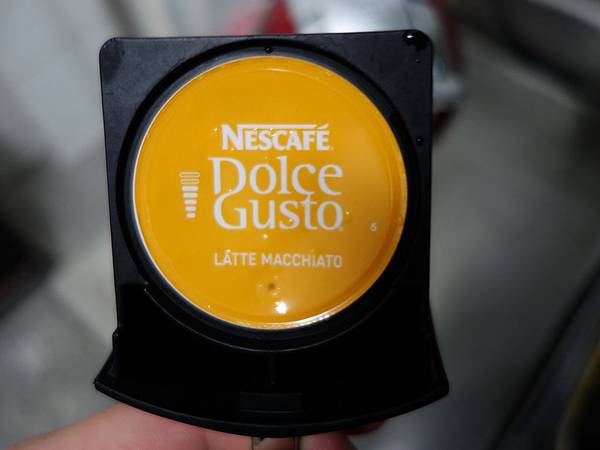 NESCAFÉ
DOLCE
GUSTO
5
LATTE MACCHIATO